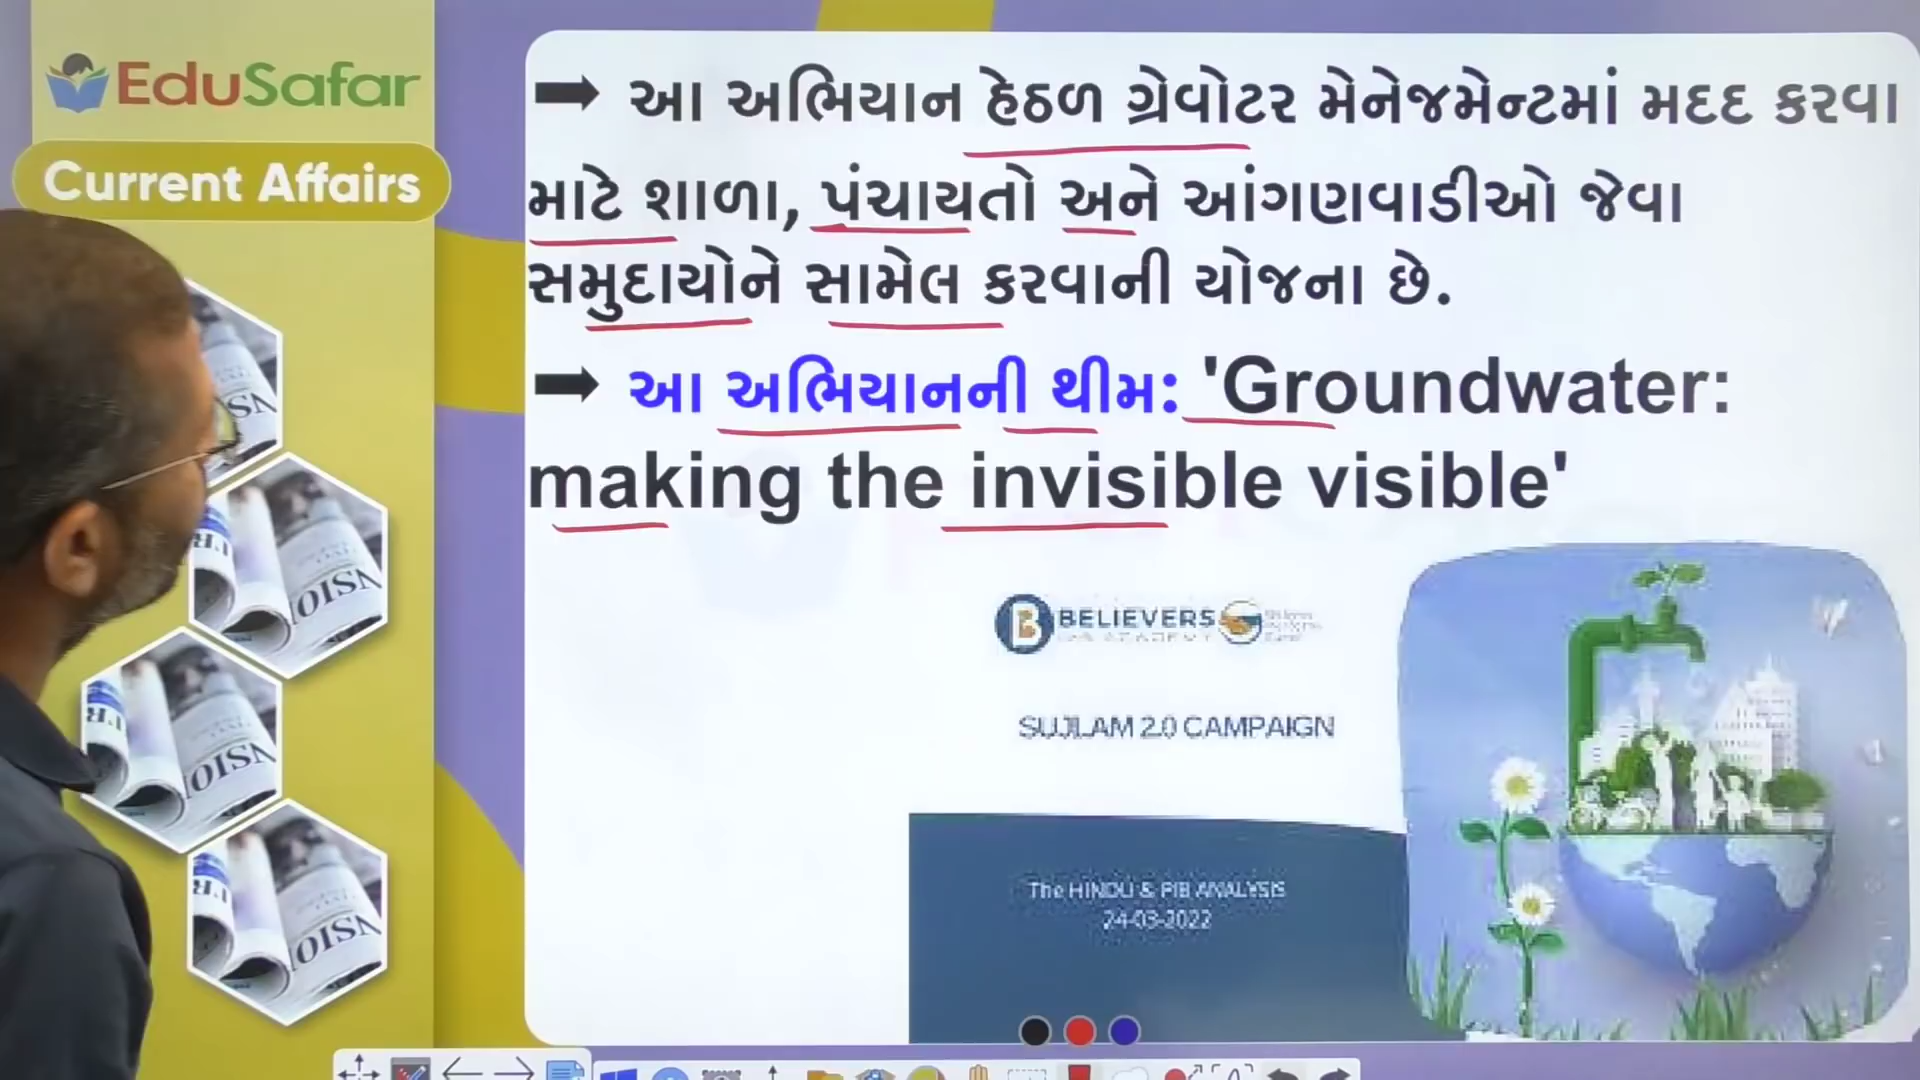 EduSafar
Current Affairs
➡ આ અભિયાન હેઠળ ગ્રેવોટર મેનેજમેન્ટમાં મદદ કરવા
માટે શાળા, પંચાયતો અને આંગણવાડીઓ જેવા
સમુદાયોને સામેલ કરવાની યોજના છે.
➡ આ અભિયાનની થીમ: 'Groundwater:
making the invisible visible'
BELIEVERS
SUJLAM 2.0 CAMPAIGN
The HINDU & PIB ANALYSIS
24-03-2022